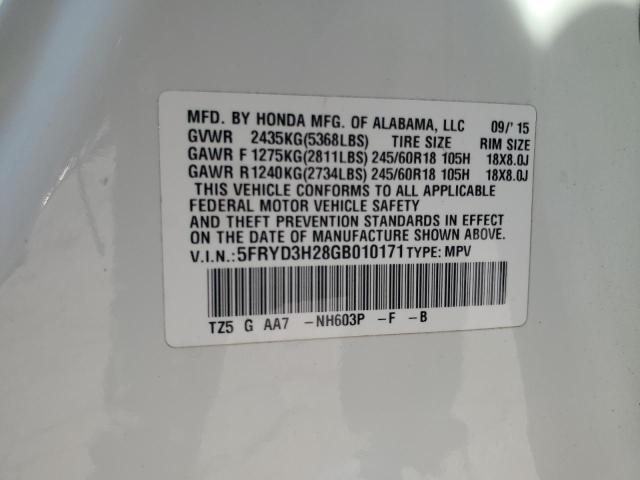 MFD. BY HONDA MFG. OF ALABAMA, LLC 09/'15
GVWR 2435KG(5368LBS) TIRE SIZE RIM SIZE
GAWR F 1275KG(2811LBS) 245/60R18 105H 18X8.0J
GAWR R 1240KG(2734LBS) 245/60R18 105H 18X8.0J
THIS VEHICLE CONFORMS TO ALL APPLICABLE
FEDERAL MOTOR VEHICLE SAFETY
AND THEFT PREVENTION STANDARDS IN EFFECT
ON THE DATE OF MANUFACTURE SHOWN ABOVE.
V.I.N.: 5FRYD3H28GB010171 TYPE: MPV
TZ5 G AA7 -NH603P -F -B